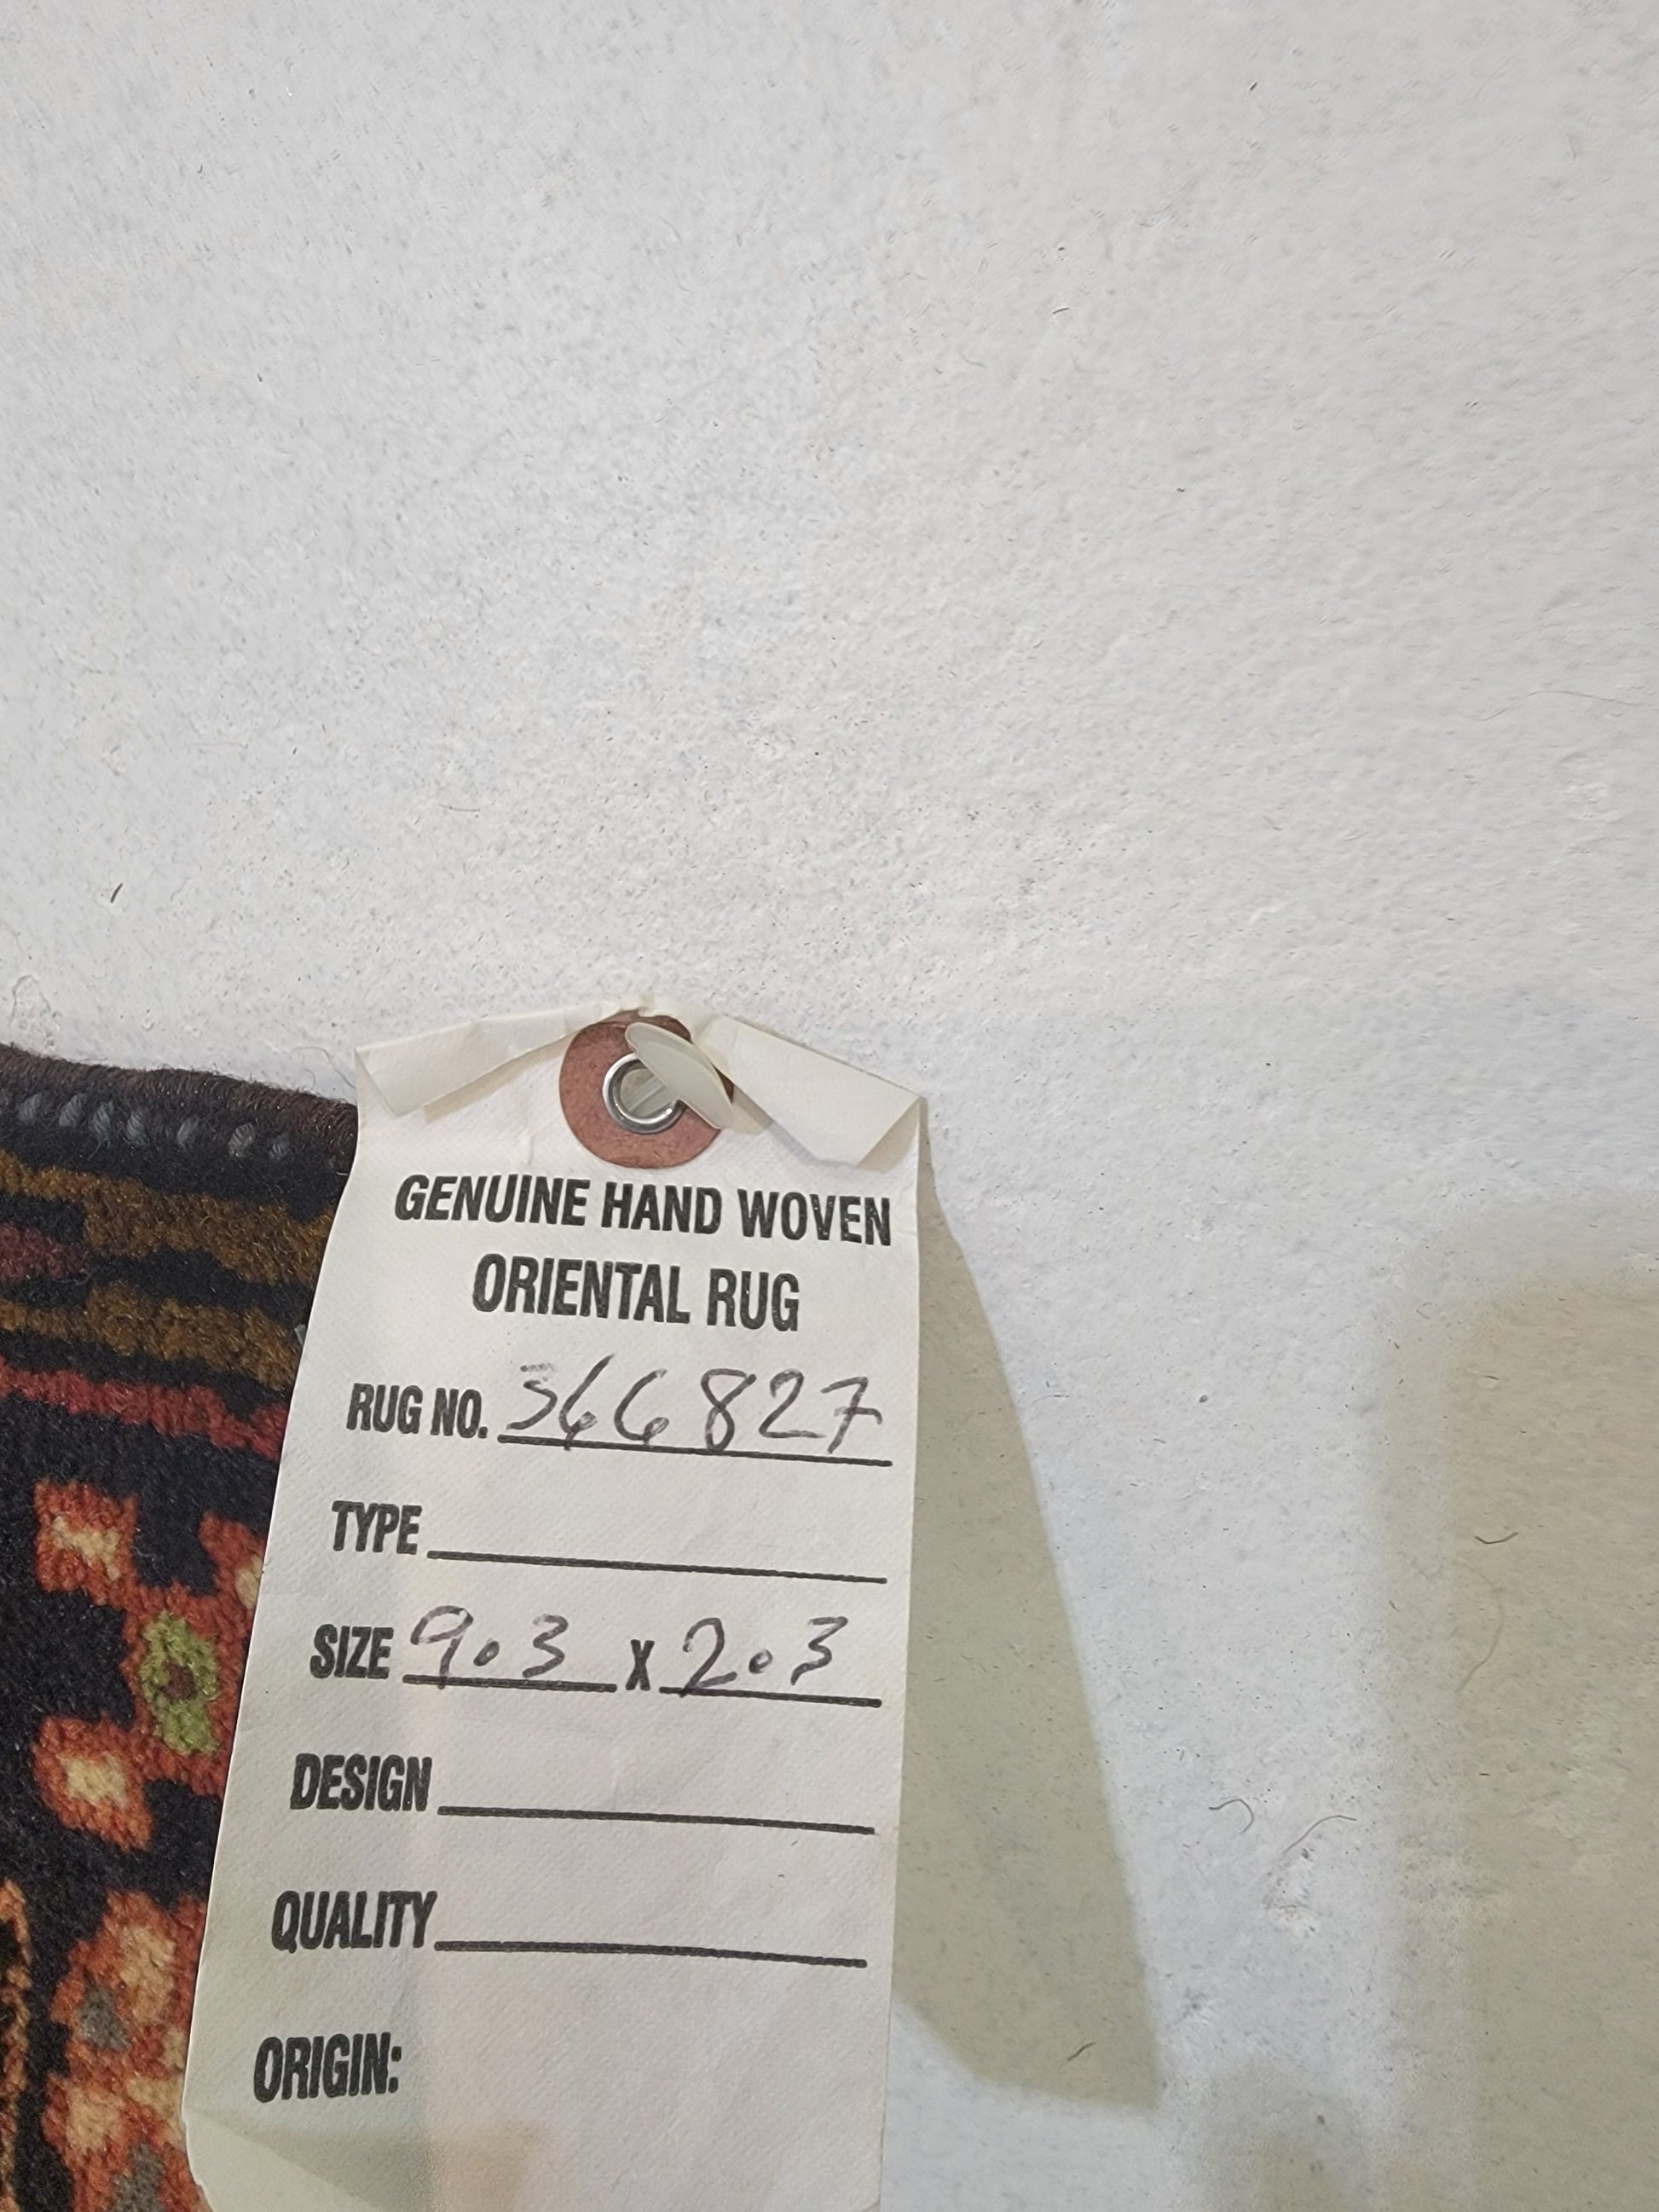 GENUINE HAND WOVEN
ORIENTAL RUG
RUG NO. 366827
TYPE
SIZE 9.3 X 2.3
DESIGN
QUALITY
ORIGIN: